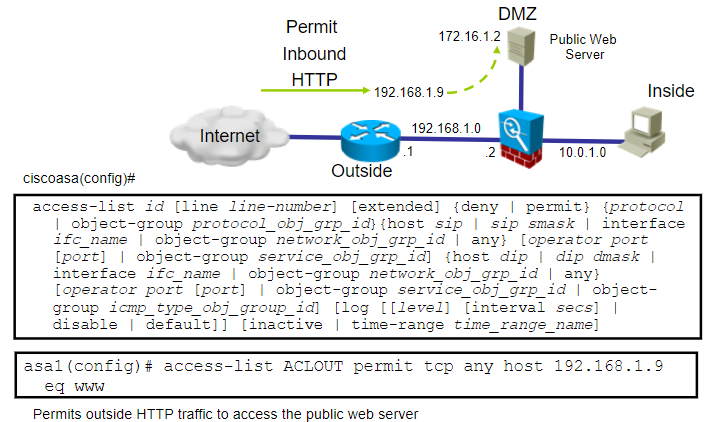 DMZ
Permit
Inbound
HTTP
172.16.1.2
Public Web
Server
192.168.1.9
Inside
Internet
192.168.1.0
.1
.2
10.0.1.0
Outside
ciscoasa(config)#
access-list id [line line-number] [extended] {deny | permit} {protocol
| object-group protocol_obj_grp_id}{host sip | sip smask | interface
ifc_name | object-group network_obj_grp_id | any} [operator port
[port] | object-group service_obj_grp_id] {host dip | dip dmask |
interface ifc_name | object-group network_obj_grp_id | any}
[operator port [port] | object-group service_obj_grp_id | object-
group icmp_type_obj_group_id] [log [[level] [interval secs] |
disable | default]] [inactive | time-range time_range_name]
asa1(config)# access-list ACLOUT permit tcp any host 192.168.1.9
eq www
Permits outside HTTP traffic to access the public web server